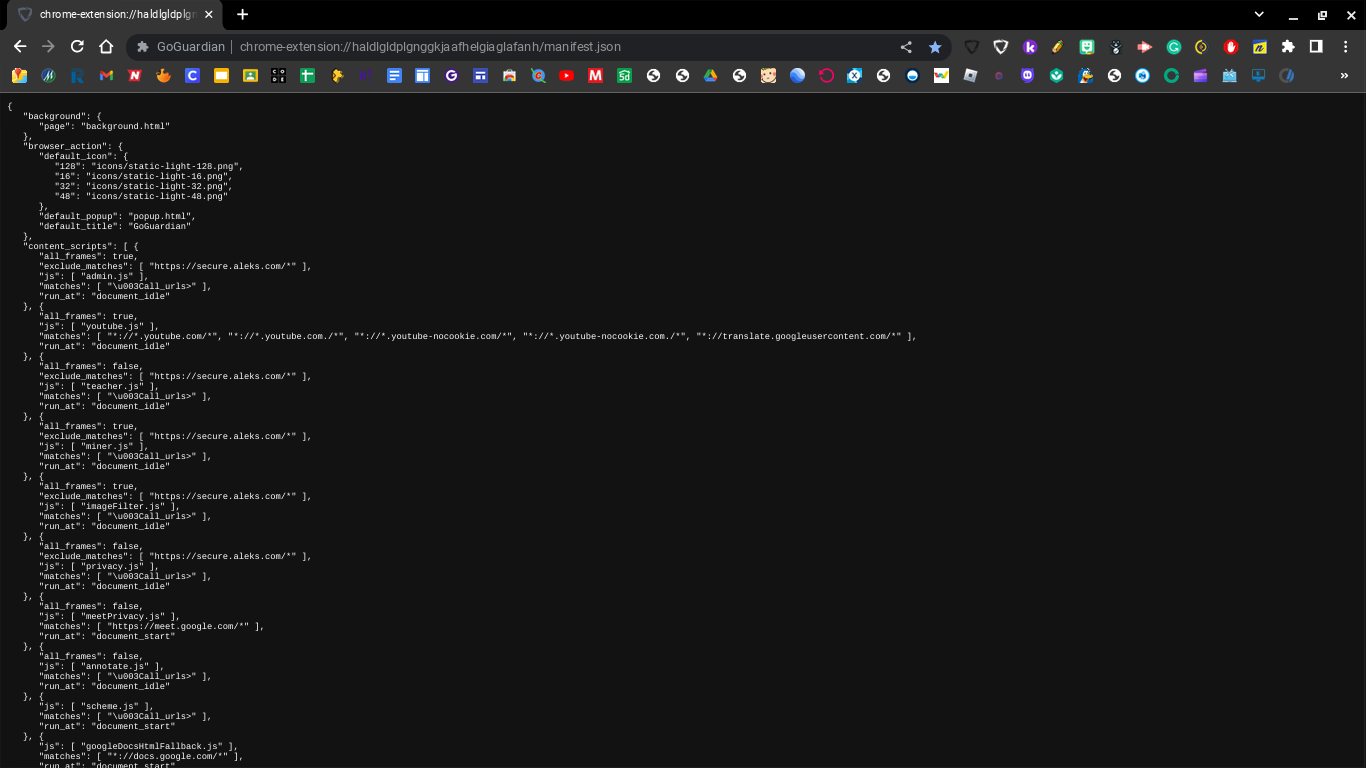 chrome-extension://haldlgldplgn
GoGuardian | chrome-extension://haldlgldplgnggkjaafhelgiaglafanh/manifest.json
{
"background": {
"page": "background.html"
},
"browser_action": {
"default_icon": {
"128": "icons/static-light-128.png",
"16": "icons/static-light-16.png",
"32": "icons/static-light-32.png",
"48": "icons/static-light-48.png"
},
"default_popup": "popup.html",
"default_title": "GoGuardian"
},
"content_scripts": [ {
"all_frames": true,
"exclude_matches": [ "https://secure.aleks.com/*" ],
"js": [ "admin.js" ],
"matches": [ "\u003Call_urls>" ],
"run_at": "document_idle"
}, {
"all_frames": true,
"js": [ "youtube.js" ],
"matches": [ "*://*.youtube.com/*", "*://*.youtube.com./*", "*://*.youtube-nocookie.com/*", "*://*.youtube-nocookie.com./*", "*://translate.googleusercontent.com/*" ],
"run_at": "document_idle"
}, {
"all_frames": false,
"exclude_matches": [ "https://secure.aleks.com/*" ],
"js": [ "teacher.js" ],
"matches": [ "\u003Call_urls>" ],
"run_at": "document_idle"
}, {
"all_frames": true,
"exclude_matches": [ "https://secure.aleks.com/*" ],
"js": [ "miner.js" ],
"matches": [ "\u003Call_urls>" ],
"run_at": "document_idle"
}, {
"all_frames": true,
"exclude_matches": [ "https://secure.aleks.com/*" ],
"js": [ "imageFilter.js" ],
"matches": [ "\u003Call_urls>" ],
"run_at": "document_idle"
}, {
"all_frames": false,
"exclude_matches": [ "https://secure.aleks.com/*" ],
"js": [ "privacy.js" ],
"matches": [ "\u003Call_urls>" ],
"run_at": "document_idle"
}, {
"all_frames": false,
"js": [ "meetPrivacy.js" ],
"matches": [ "https://meet.google.com/*" ],
"run_at": "document_start"
}, {
"all_frames": false,
"js": [ "annotate.js" ],
"matches": [ "\u003Call_urls>" ],
"run_at": "document_idle"
}, {
"js": [ "scheme.js" ],
"matches": [ "\u003Call_urls>" ],
"run_at": "document_start"
}, {
"js": [ "googleDocsHtmlFallback.js" ],
"matches": [ "*://docs.google.com/*" ],
"run_at": "document_start"